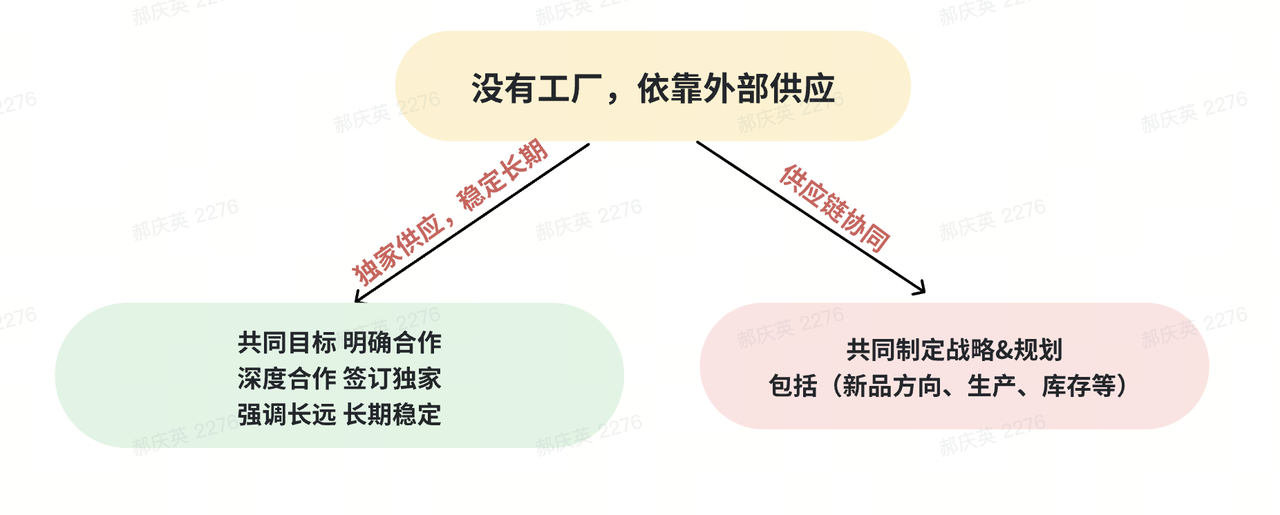 没有工厂，依靠外部供应
独家供应，稳定长期
供应链协同
共同目标 明确合作
深度合作 签订独家
强调长远 长期稳定
共同制定战略&规划
包括（新品方向、生产、库存等）
郝庆英 2276